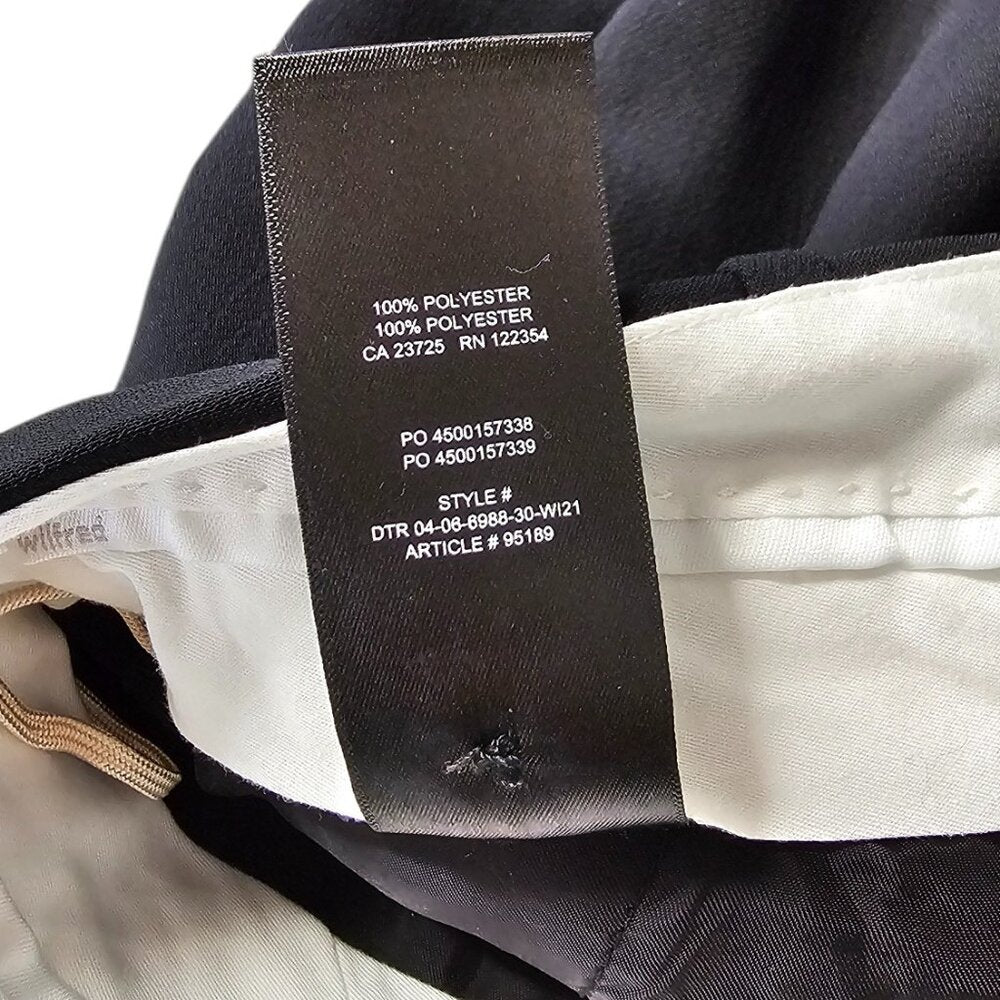 100% POLYESTER
100% POLYESTER
CA 23725 RN 122354
PO 4500157338
PO 4500157339
STYLE #
DTR 04-06-6988-30-WI21
ARTICLE # 95189
Wilfred